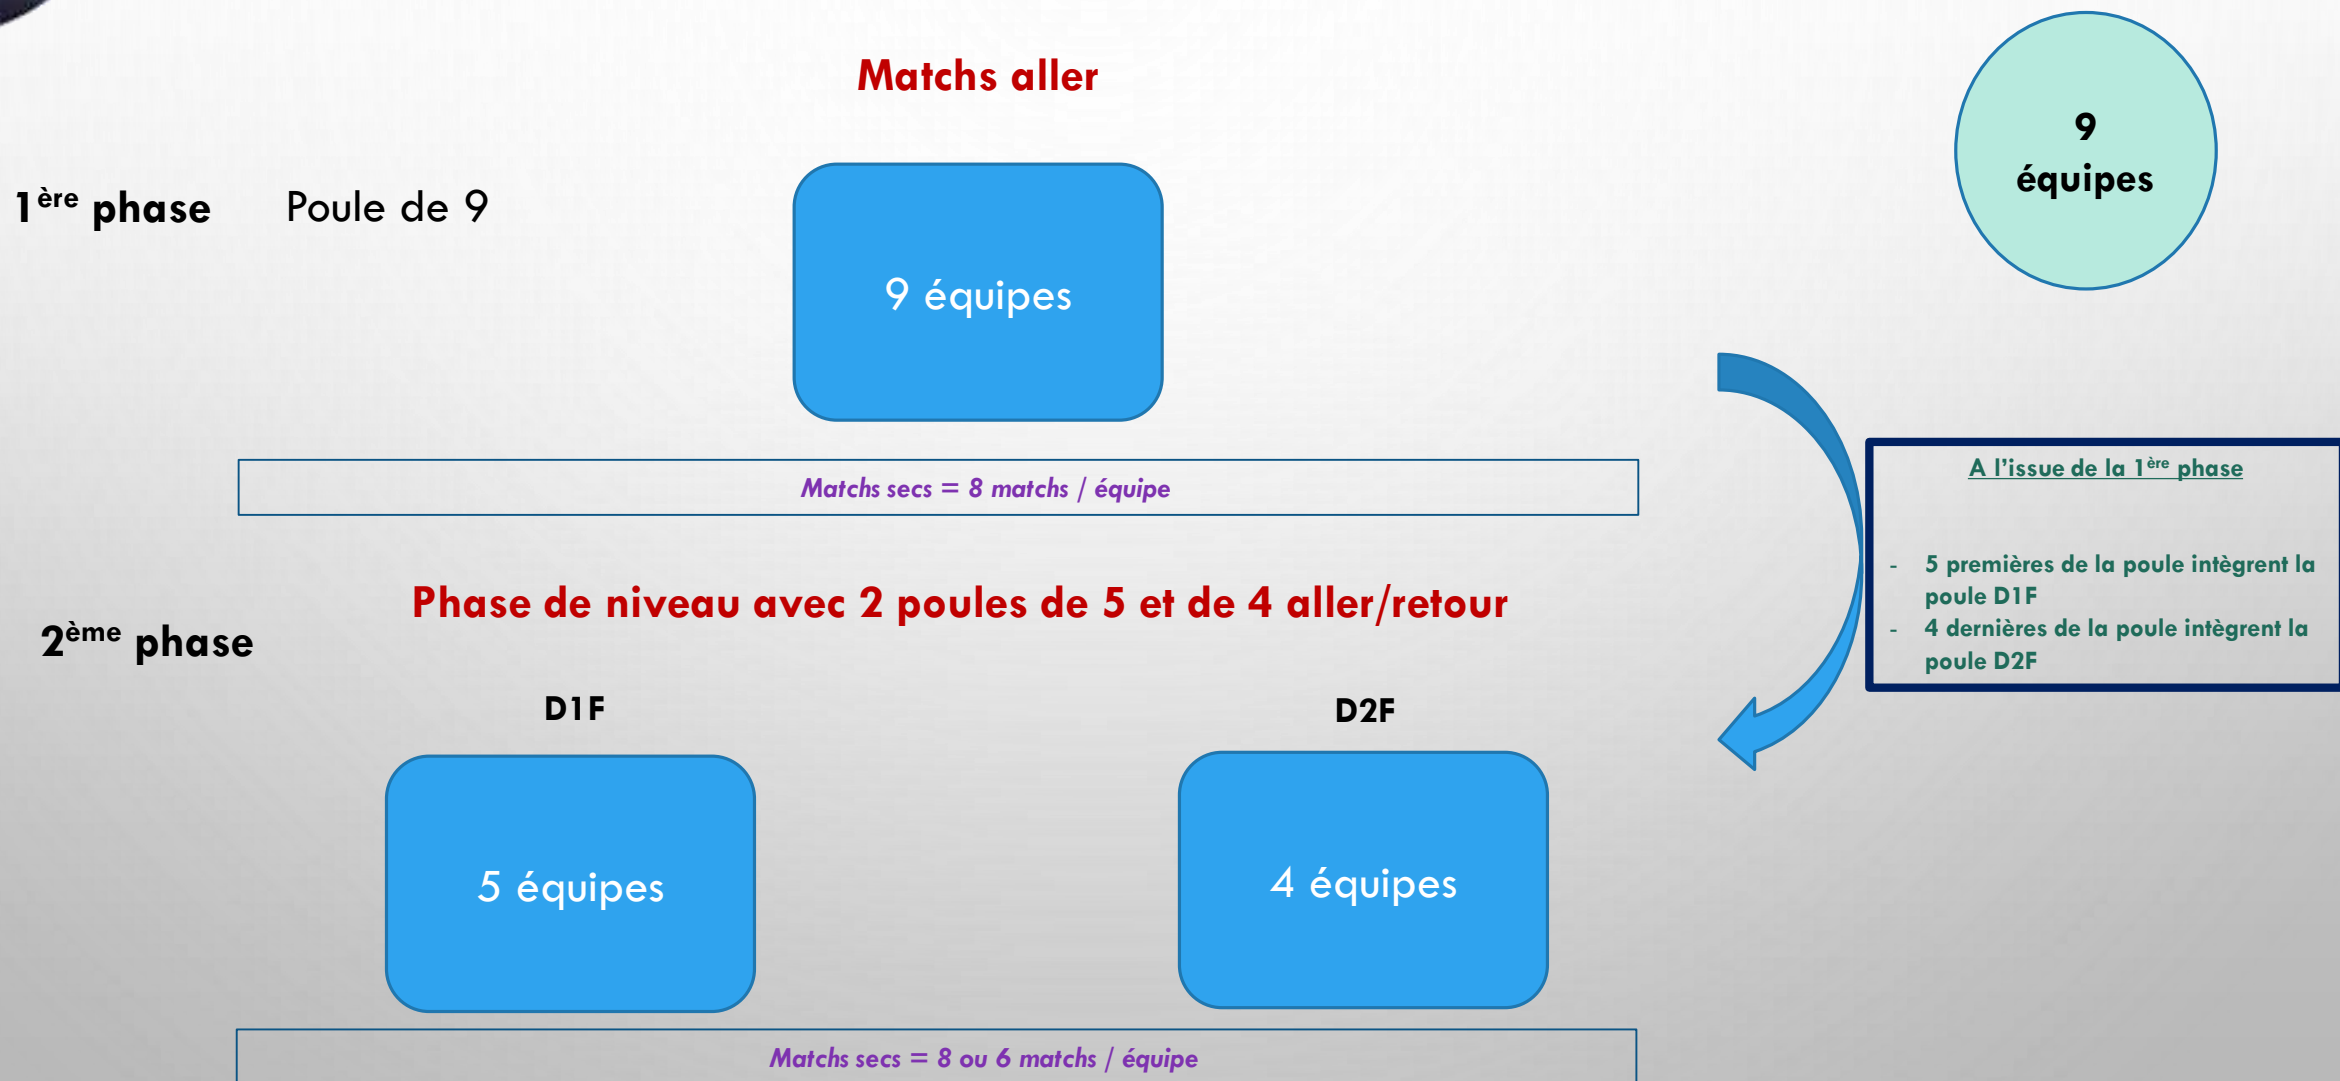 Matchs aller
9
équipes
1ère phase
Poule de 9
9 équipes
Matchs secs = 8 matchs / équipe
A l'issue de la 1ère phase
- 5 premières de la poule intègrent la
poule D1F
- 4 dernières de la poule intègrent la
poule D2F
Phase de niveau avec 2 poules de 5 et de 4 aller/retour
2ème phase
D1F
D2F
5 équipes
4 équipes
Matchs secs = 8 ou 6 matchs / équipe